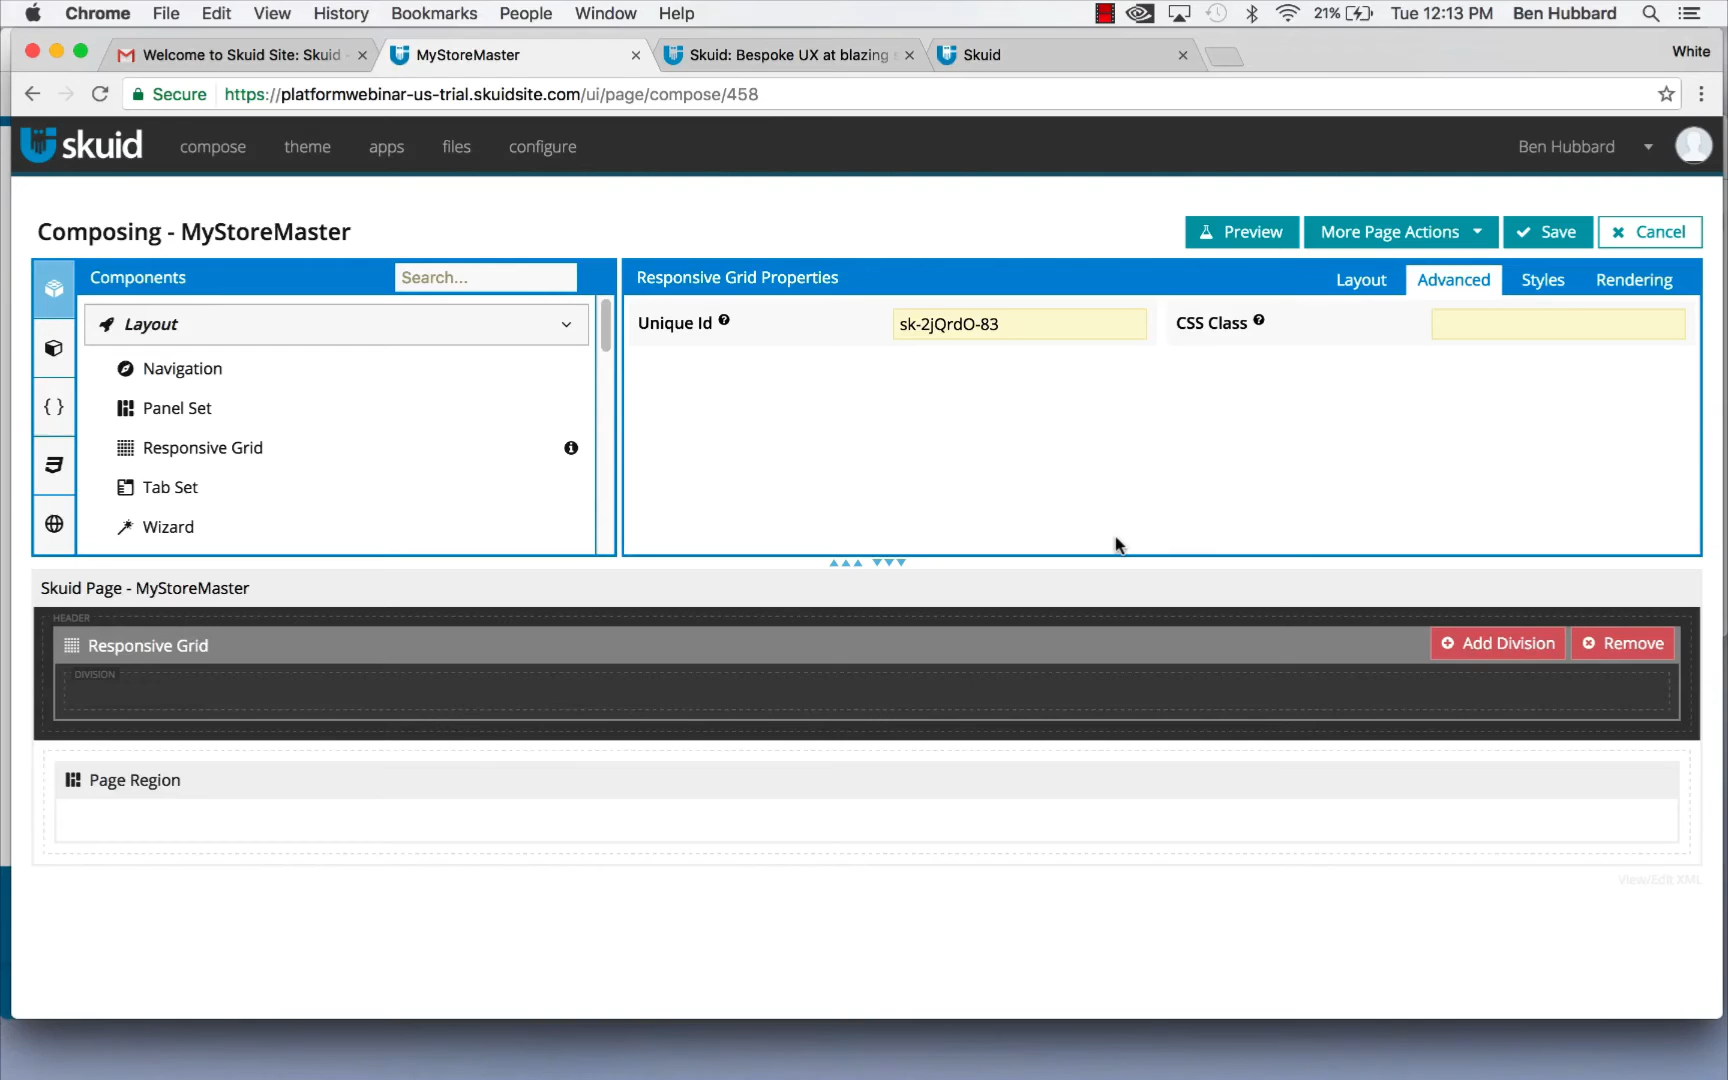 Chrome File Edit View History Bookmarks People Window Help 21% Tue 12:13 PM Ben Hubbard
Welcome to Skuid Site: Skuid MyStoreMaster Skuid: Bespoke UX at blazing Skuid White
Secure https://platformwebinar-us-trial.skuidsite.com/ui/page/compose/458
skuid compose theme apps files configure Ben Hubbard
Composing - MyStoreMaster Preview More Page Actions Save Cancel
Components Search... Responsive Grid Properties Layout Advanced Styles Rendering
Layout Unique Id sk-2jQrdO-83 CSS Class
Navigation
Panel Set
Responsive Grid
Tab Set
Wizard
Skuid Page - MyStoreMaster
HEADER
Responsive Grid Add Division Remove
DIVISION
Page Region
View/Edit XML